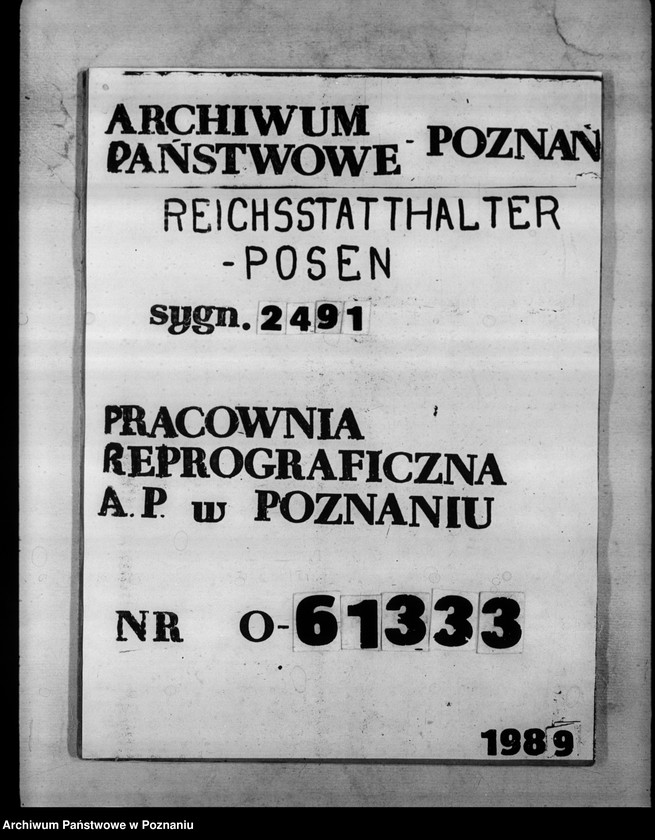 ARCHIWUM
PAŃSTWOWE - POZNAŃ
REICHSSTATTHALTER
-POSEN
sygn. 2491
PRACOWNIA
REPROGRAFICZNA
A.P. w POZNANIU
NR O-61333
1989
Archiwum Państwowe w Poznaniu